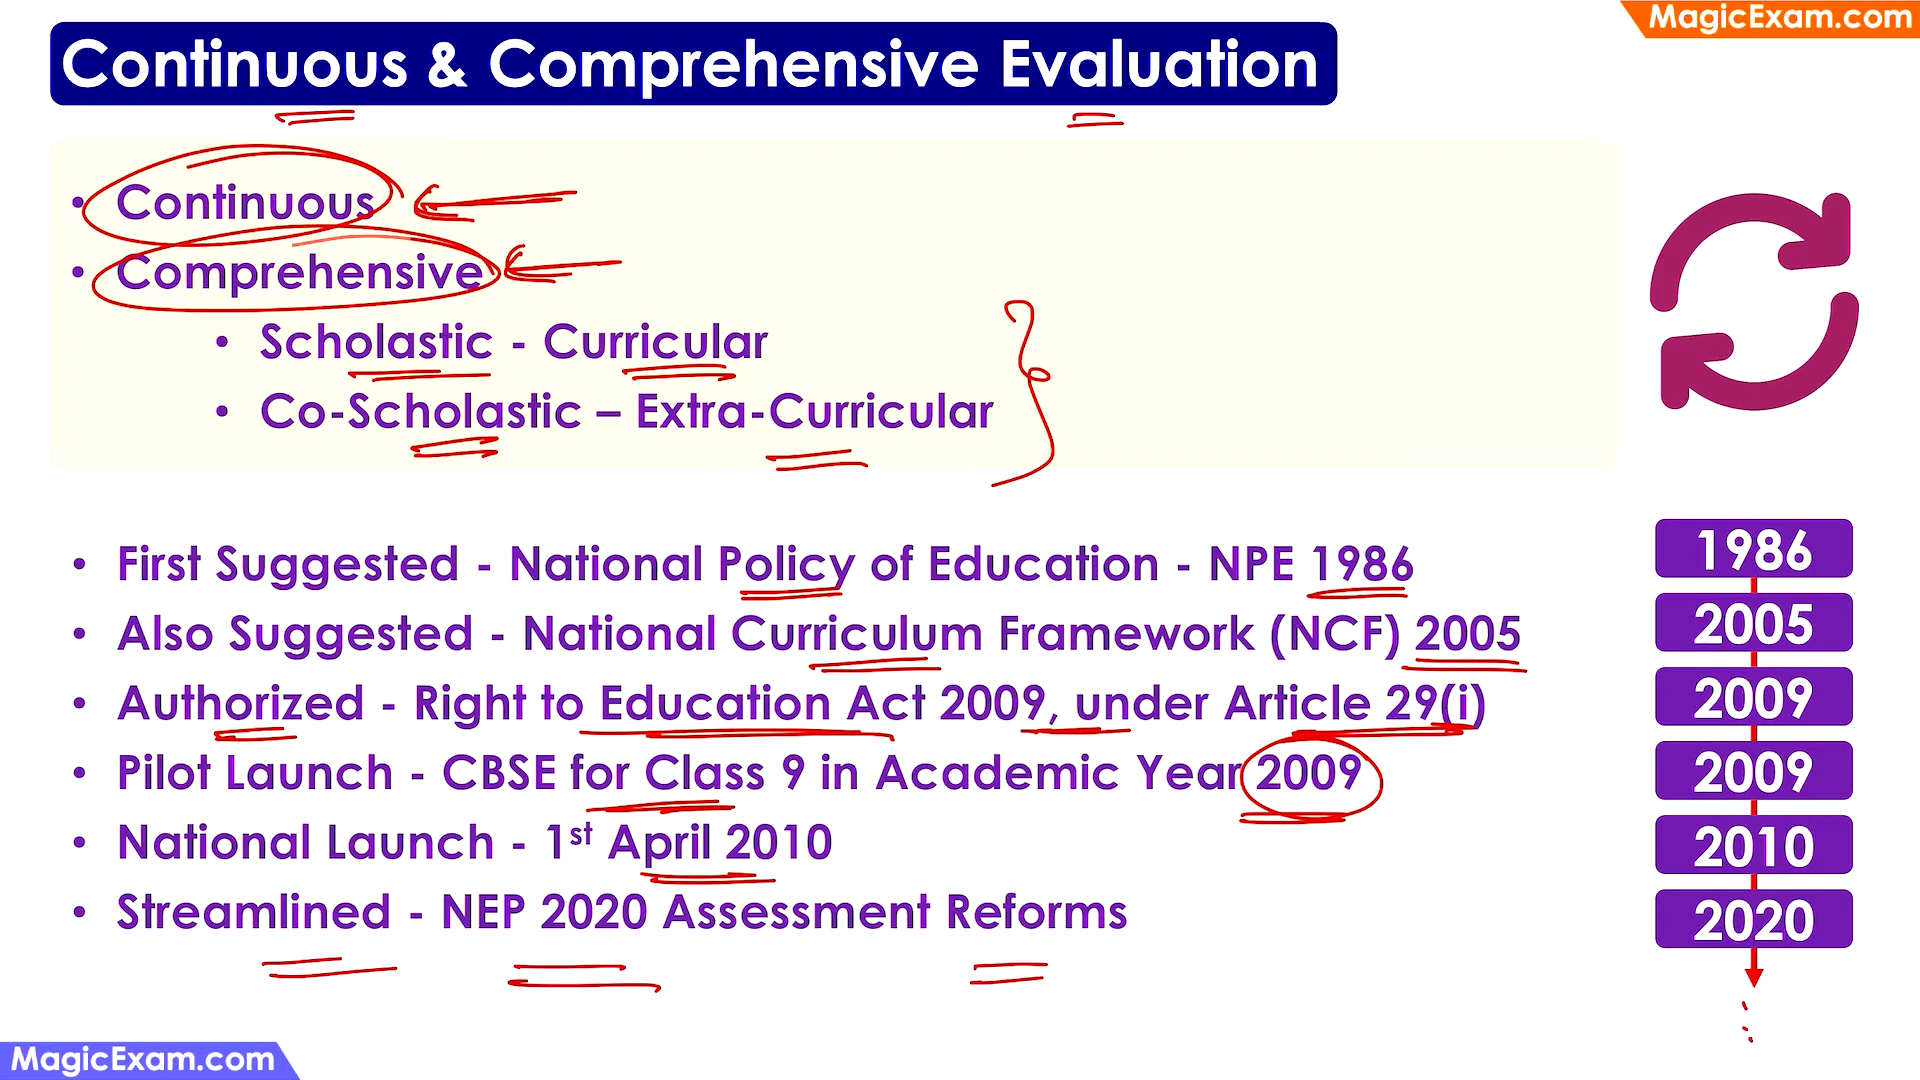 MagicExam.com
Continuous & Comprehensive Evaluation
• Continuous
• Comprehensive
• Scholastic - Curricular
• Co-Scholastic – Extra-Curricular
• First Suggested - National Policy of Education - NPE 1986
• Also Suggested - National Curriculum Framework (NCF) 2005
• Authorized - Right to Education Act 2009, under Article 29(i)
• Pilot Launch - CBSE for Class 9 in Academic Year 2009
• National Launch - 1st April 2010
• Streamlined - NEP 2020 Assessment Reforms
1986
2005
2009
2009
2010
2020
MagicExam.com